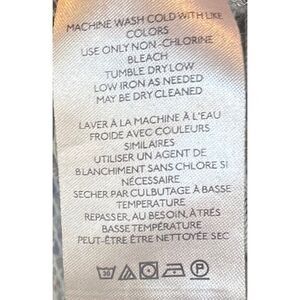 MACHINE WASH COLD WITH LIKE
COLORS
USE ONLY NON-CHLORINE
BLEACH
TUMBLE DRY LOW
LOW IRON AS NEEDED
MAY BE DRY CLEANED
LAVER À LA MACHINE À L'EAU
FROIDE AVEC COULEURS
SIMILAIRES
UTILISER UN AGENT DE
BLANCHIMENT SANS CHLORE SI
NÉCESSAIRE
SECHER PAR CULBUTAGE À BASSE
TEMPERATURE
REPASSER, AU BESOIN, À TRÈS
BASSE TEMPÉRATURE
PEUT-ÊTRE ÊTRE NETTOYÉE SEC
30
P